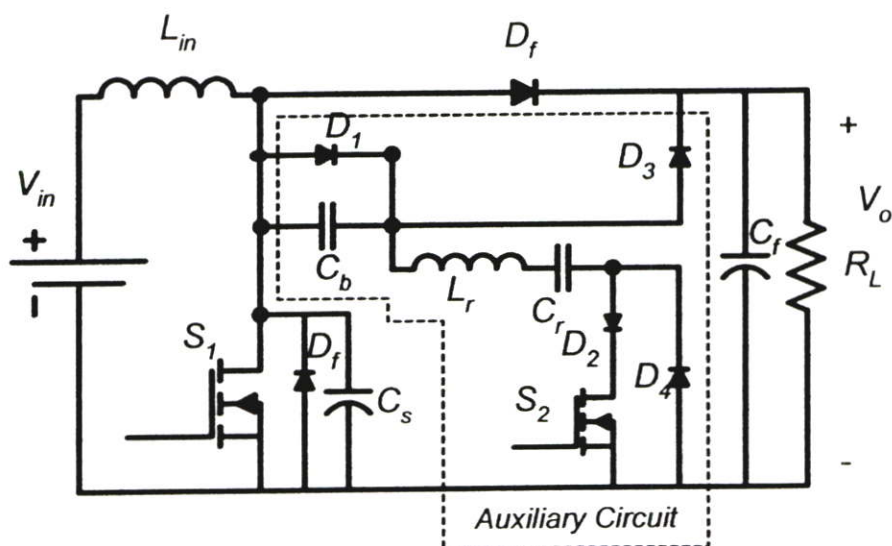 L_in
D_f
D_1
D_3
V_in
+
-
+
V_o
-
C_b
L_r
C_r
C_f
R_L
S_1
D_f
C_s
D_2
S_2
D_4
Auxiliary Circuit